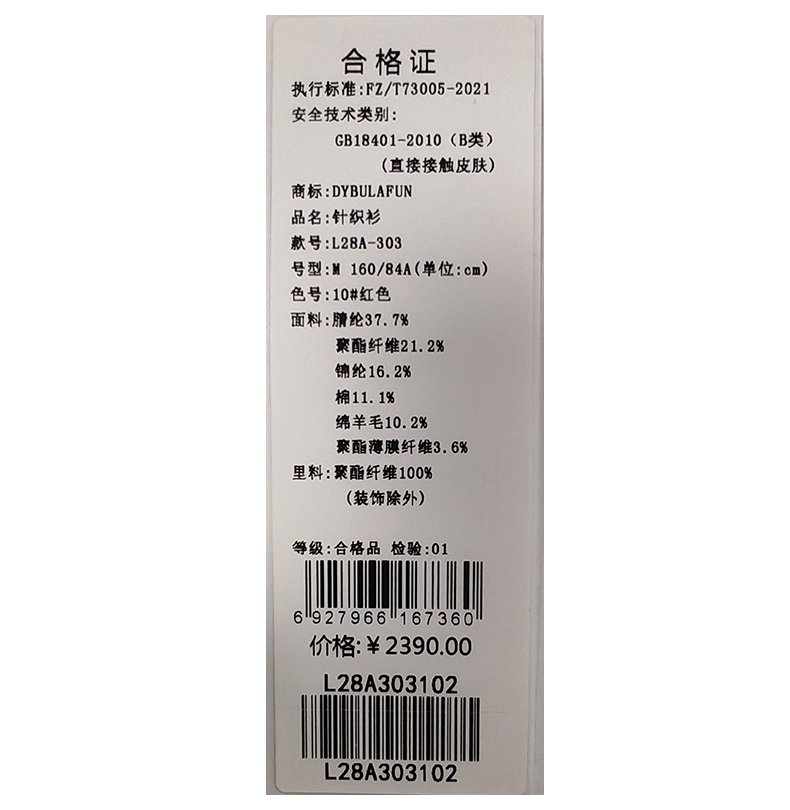 合格证
执行标准:FZ/T73005-2021
安全技术类别:
GB18401-2010（B类）
(直接接触皮肤)
商标:DYBULAFUN
品名:针织衫
款号:L28A-303
号型:M 160/84A(单位:cm)
色号:10#红色
面料:腈纶37.7%
聚酯纤维21.2%
锦纶16.2%
棉11.1%
绵羊毛10.2%
聚酯薄膜纤维3.6%
里料:聚酯纤维100%
(装饰除外)
等级:合格品 检验:01
6 927966 167360
价格:￥2390.00
L28A303102
L28A303102